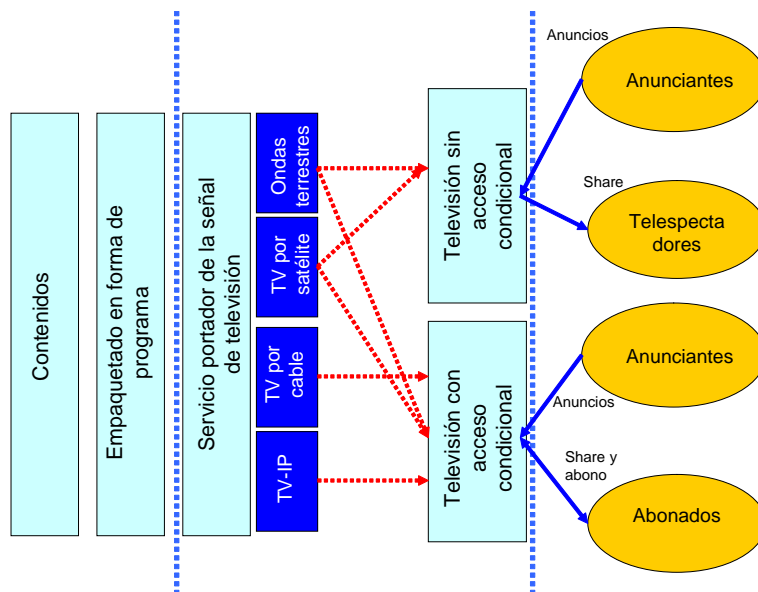 Contenidos
Empaquetado en forma de
programa
Servicio portador de la señal
de televisión
Ondas
terrestres
TV por
satélite
TV por
cable
TV-IP
Televisión sin
acceso
condicional
Televisión con
acceso
condicional
Anuncios
Anunciantes
Share
Telespecta
dores
Anunciantes
Anuncios
Share y
abono
Abonados